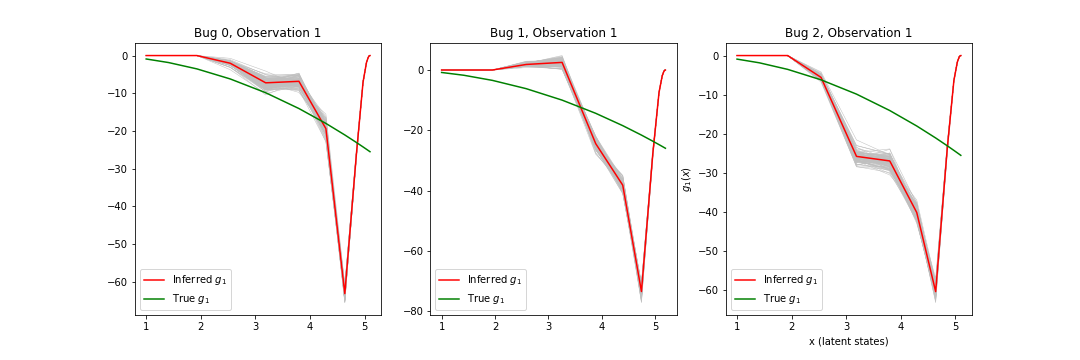 Bug 0, Observation 1
0
−10
−20
−30
−40
−50
−60
1 2 3 4 5
Inferred g₁
True g₁
Bug 1, Observation 1
0
−20
−40
−60
−80
1 2 3 4 5
Inferred g₁
True g₁
Bug 2, Observation 1
g₁(x)
0
−10
−20
−30
−40
−50
−60
1 2 3 4 5
Inferred g₁
True g₁
x (latent states)